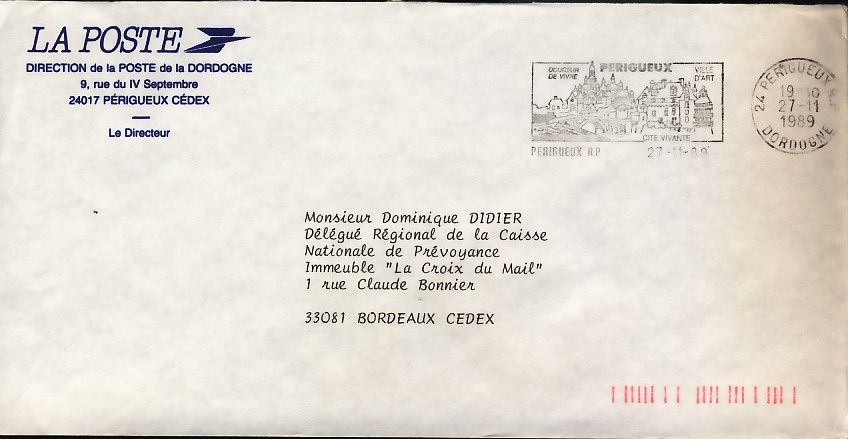 LA POSTE
DIRECTION de la POSTE de la DORDOGNE
9, rue du IV Septembre
24017 PÉRIGUEUX CÉDEX
Le Directeur
DOUCEUR
DE VIVRE
PERIGUEUX
VILLE
D'ART
CITE VIVANTE
PERIGUEUX R.P
27-11-89
24 PERIGUEUX R.P.
19 30
27-11
1989
DORDOGNE
Monsieur Dominique DIDIER
Délégué Régional de la Caisse
Nationale de Prévoyance
Immeuble "La Croix du Mail"
1 rue Claude Bonnier
33081 BORDEAUX CEDEX